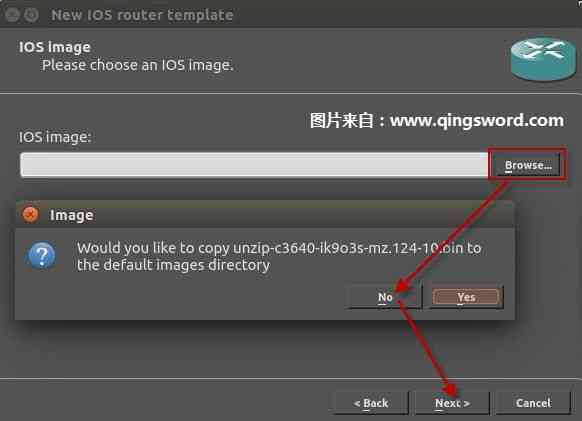 New IOS router template
IOS image
Please choose an IOS image.
图片来自：www.qingsword.com
IOS image:
Browse...
Image
Would you like to copy unzip-c3640-ik9o3s-mz.124-10.bin to
the default images directory
No
Yes
< Back
Next >
Cancel